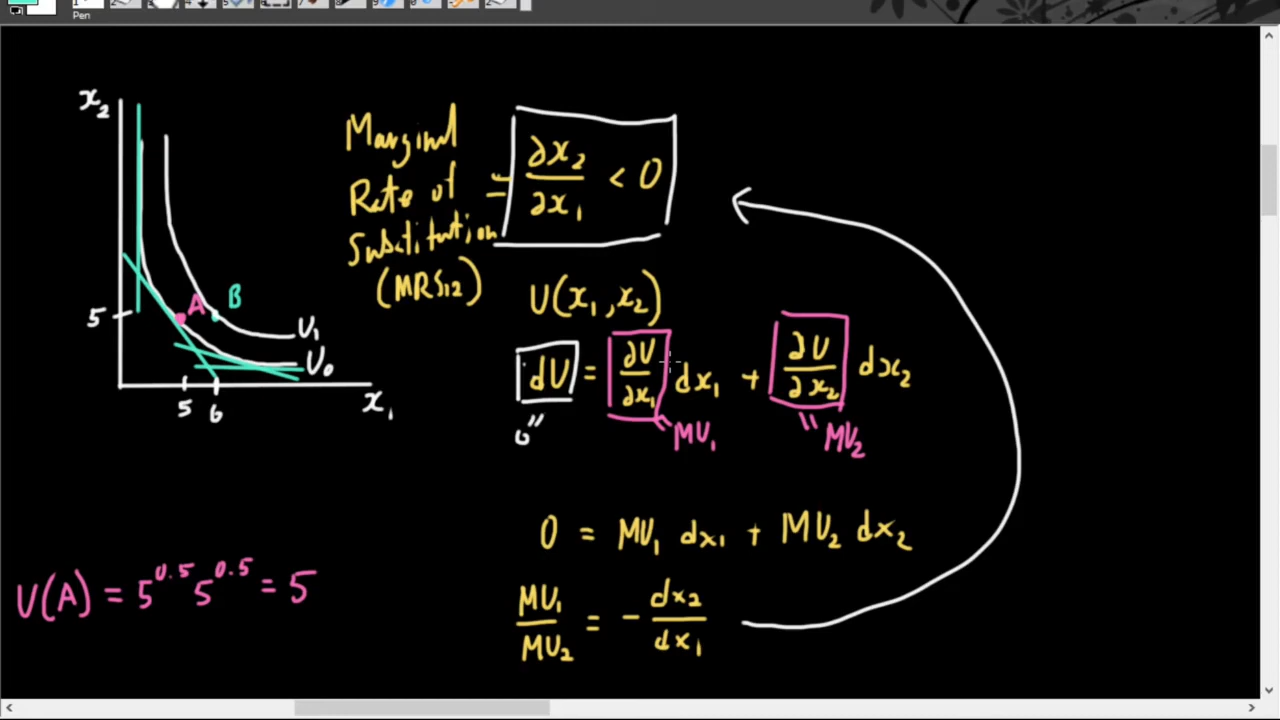 Pen
x₂
5
A
B
U₁
U₀
5 6
x₁
Marginal
Rate of
Substitution
(MRS₁₂)
= ∂x₂/∂x₁ < 0
U(x₁, x₂)
dU = ∂U/∂x₁ dx₁ + ∂U/∂x₂ dx₂
0 " " MU₁ " MU₂
0 = MU₁ dx₁ + MU₂ dx₂
MU₁/MU₂ = - dx₂/dx₁
U(A) = 5^0.5 5^0.5 = 5